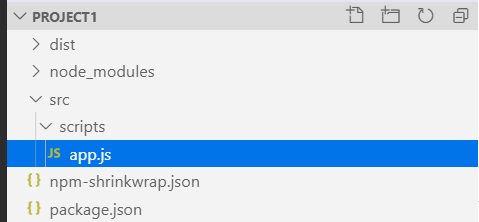 PROJECT1
dist
node_modules
src
scripts
JS app.js
{ } npm-shrinkwrap.json
{ } package.json